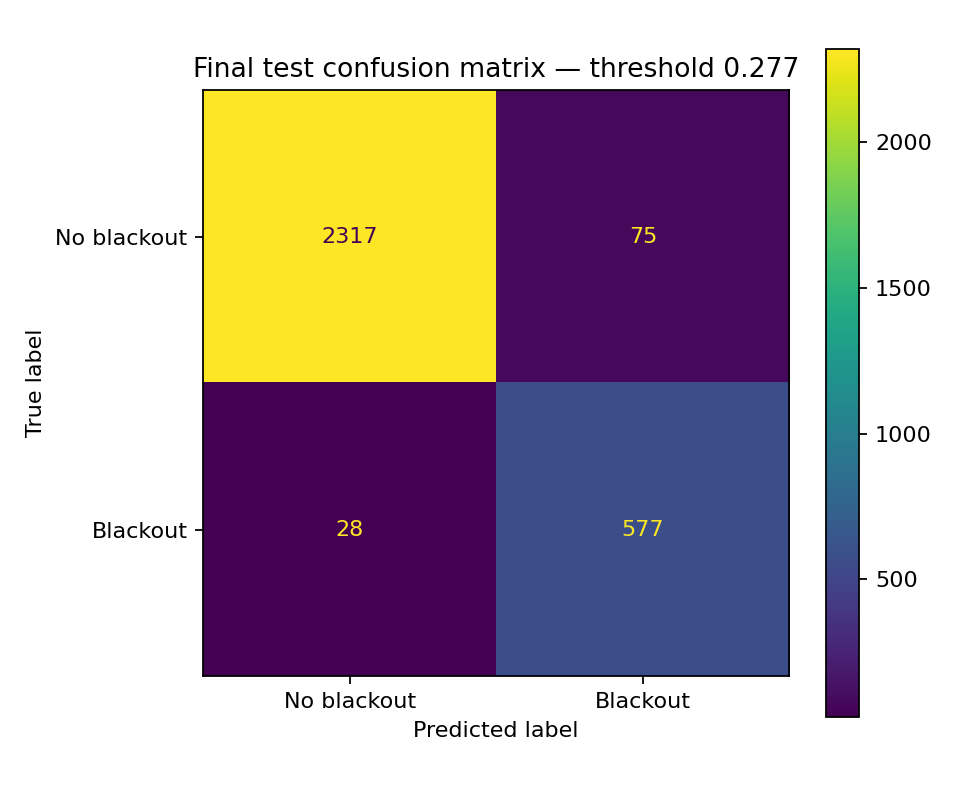 Final test confusion matrix — threshold 0.277
No blackout
2317
75
Blackout
28
577
No blackout
Blackout
Predicted label
True label
2000
1500
1000
500